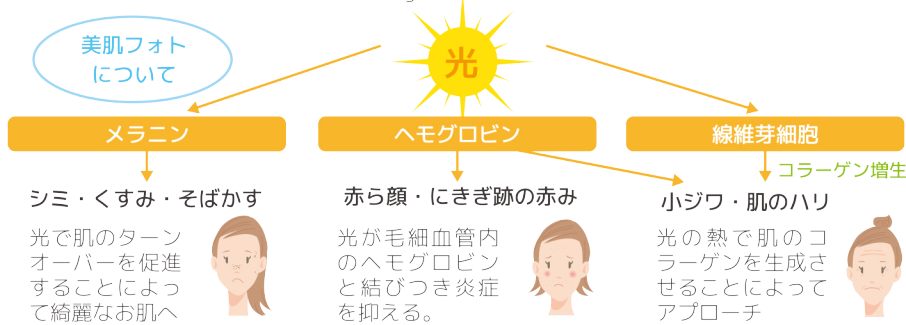 美肌フォト
について
光
メラニン
ヘモグロビン
線維芽細胞
コラーゲン増生
シミ・くすみ・そばかす
赤ら顔・にきぎ跡の赤み
小ジワ・肌のハリ
光で肌のターン
オーバーを促進
することによっ
て綺麗なお肌へ
光が毛細血管内
のヘモグロビン
と結びつき炎症
を抑える。
光の熱で肌のコ
ラーゲンを生成さ
せることによって
アプローチ